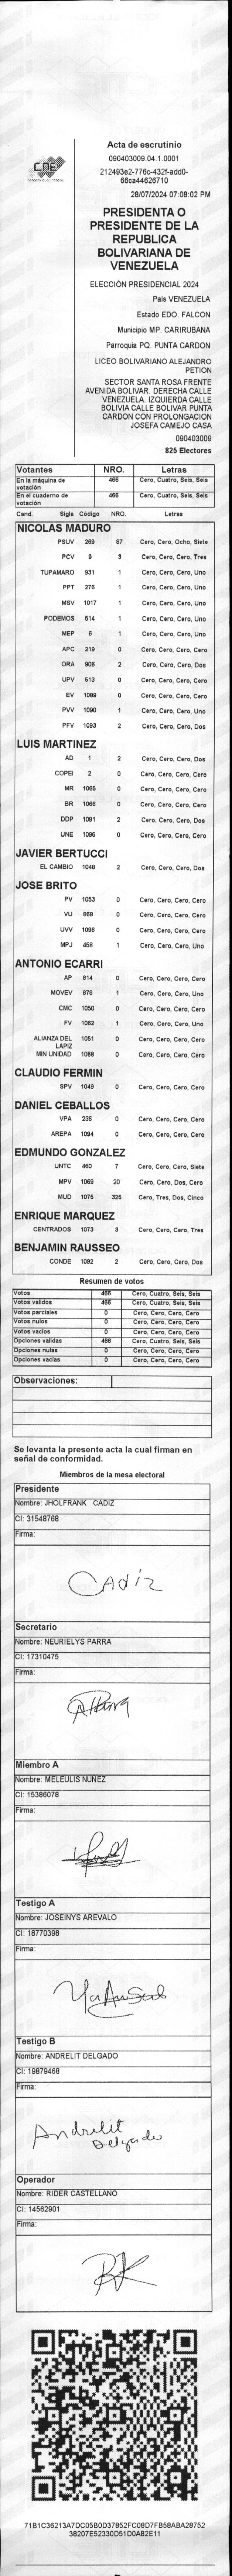 CNE
Acta de escrutinio
090403009.04.1.0001
212493e2-776c-432f-add0-
66ca44626710
28/07/2024 07:08:02 PM
PRESIDENTA O
PRESIDENTE DE LA
REPUBLICA
BOLIVARIANA DE
VENEZUELA
ELECCIÓN PRESIDENCIAL 2024
Pais VENEZUELA
Estado EDO. FALCON
Municipio MP. CARIRUBANA
Parroquia PQ. PUNTA CARDON
LICEO BOLIVARIANO ALEJANDRO
PETION
SECTOR SANTA ROSA FRENTE
AVENIDA BOLIVAR. DERECHA CALLE
VENEZUELA. IZQUIERDA CALLE
BOLIVIA CALLE BOLIVAR PUNTA
CARDON CON PROLONGACION
JOSEFA CAMEJO CASA
090403009
825 Electores
Votantes NRO. Letras
En la máquina de votación 466 Cero, Cuatro, Seis, Seis
En el cuaderno de votación 466 Cero, Cuatro, Seis, Seis
Cand. Sigla Código NRO. Letras
NICOLAS MADURO
PSUV 269 87 Cero, Cero, Ocho, Siete
PCV 9 3 Cero, Cero, Cero, Tres
TUPAMARO 931 1 Cero, Cero, Cero, Uno
PPT 276 1 Cero, Cero, Cero, Uno
MSV 1017 1 Cero, Cero, Cero, Uno
PODEMOS 514 1 Cero, Cero, Cero, Uno
MEP 6 1 Cero, Cero, Cero, Uno
APC 219 0 Cero, Cero, Cero, Cero
ORA 906 2 Cero, Cero, Cero, Dos
UPV 613 0 Cero, Cero, Cero, Cero
EV 1089 0 Cero, Cero, Cero, Cero
PVV 1090 1 Cero, Cero, Cero, Uno
PFV 1093 2 Cero, Cero, Cero, Dos
LUIS MARTINEZ
AD 1 2 Cero, Cero, Cero, Dos
COPEI 2 0 Cero, Cero, Cero, Cero
MR 1065 0 Cero, Cero, Cero, Cero
BR 1066 0 Cero, Cero, Cero, Cero
DDP 1091 2 Cero, Cero, Cero, Dos
UNE 1095 0 Cero, Cero, Cero, Cero
JAVIER BERTUCCI
EL CAMBIO 1046 2 Cero, Cero, Cero, Dos
JOSE BRITO
PV 1053 0 Cero, Cero, Cero, Cero
VU 869 0 Cero, Cero, Cero, Cero
UVV 1096 0 Cero, Cero, Cero, Cero
MPJ 458 1 Cero, Cero, Cero, Uno
ANTONIO ECARRI
AP 814 0 Cero, Cero, Cero, Cero
MOVEV 878 1 Cero, Cero, Cero, Uno
CMC 1050 0 Cero, Cero, Cero, Cero
FV 1062 1 Cero, Cero, Cero, Uno
ALIANZA DEL LAPIZ 1051 0 Cero, Cero, Cero, Cero
MIN UNIDAD 1068 0 Cero, Cero, Cero, Cero
CLAUDIO FERMIN
SPV 1049 0 Cero, Cero, Cero, Cero
DANIEL CEBALLOS
VPA 236 0 Cero, Cero, Cero, Cero
AREPA 1094 0 Cero, Cero, Cero, Cero
EDMUNDO GONZALEZ
UNTC 460 7 Cero, Cero, Cero, Siete
MPV 1069 20 Cero, Cero, Dos, Cero
MUD 1075 325 Cero, Tres, Dos, Cinco
ENRIQUE MARQUEZ
CENTRADOS 1073 3 Cero, Cero, Cero, Tres
BENJAMIN RAUSSEO
CONDE 1092 2 Cero, Cero, Cero, Dos
Resumen de votos
Votos 466 Cero, Cuatro, Seis, Seis
Votos validos 466 Cero, Cuatro, Seis, Seis
Votos parciales 0 Cero, Cero, Cero, Cero
Votos nulos 0 Cero, Cero, Cero, Cero
Votos vacios 0 Cero, Cero, Cero, Cero
Opciones validas 466 Cero, Cuatro, Seis, Seis
Opciones nulas 0 Cero, Cero, Cero, Cero
Opciones vacias 0 Cero, Cero, Cero, Cero
Observaciones:
Se levanta la presente acta la cual firman en
señal de conformidad.
Miembros de la mesa electoral
Presidente
Nombre: JHOLFRANK CADIZ
CI: 31548768
Firma:
CAdiz
Secretario
Nombre: NEURIELYS PARRA
CI: 17310475
Firma:
Miembro A
Nombre: MELEULIS NUNEZ
CI: 15386078
Firma:
Testigo A
Nombre: JOSEINYS AREVALO
CI: 18770398
Firma:
Testigo B
Nombre: ANDRELIT DELGADO
CI: 19879468
Firma:
Andrelit
Delgado
Operador
Nombre: RIDER CASTELLANO
CI: 14562901
Firma:
71B1C36213A7DC05B0D37852FC08D7FB58ABA28752
38207E52330D51D0A82E11